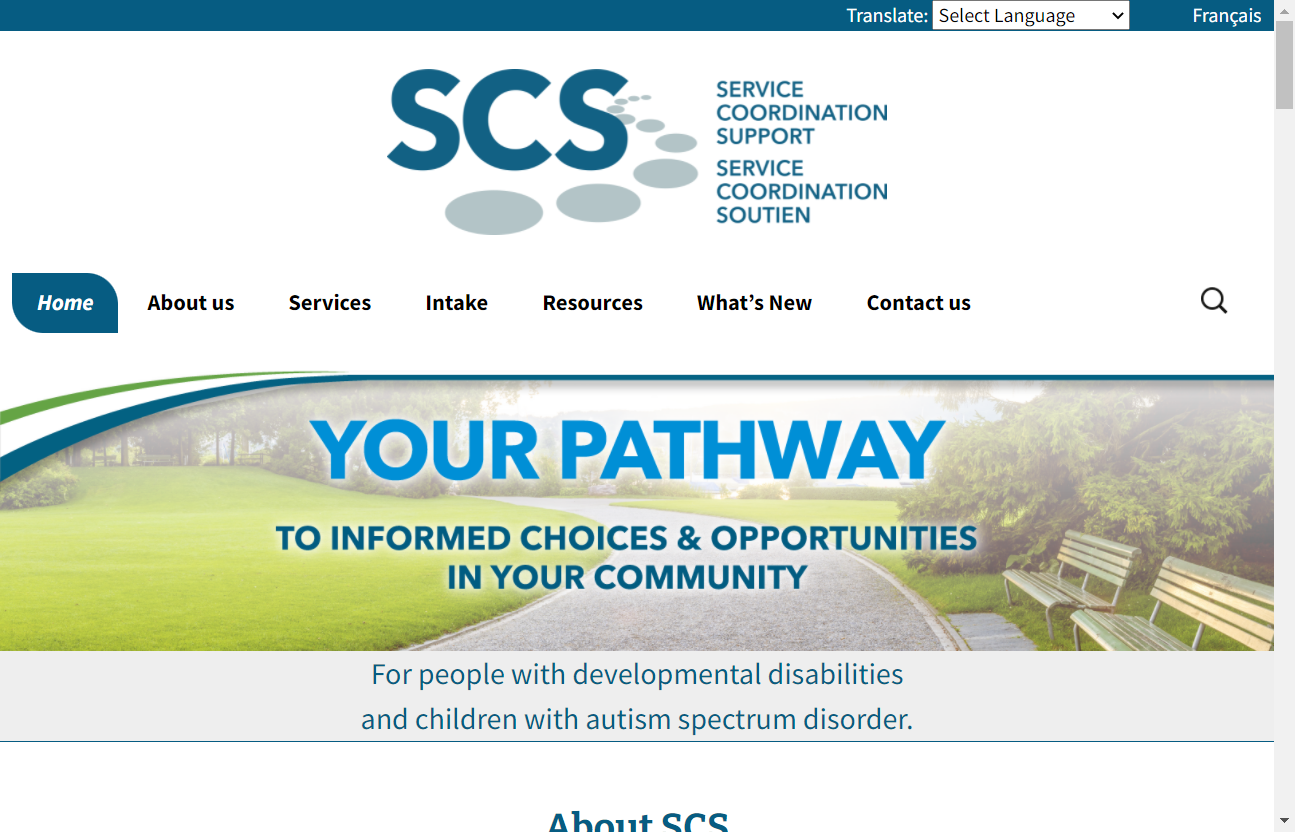 Translate: Select Language Français
SCS
SERVICE
COORDINATION
SUPPORT
SERVICE
COORDINATION
SOUTIEN
Home About us Services Intake Resources What’s New Contact us
YOUR PATHWAY
TO INFORMED CHOICES & OPPORTUNITIES
IN YOUR COMMUNITY
For people with developmental disabilities
and children with autism spectrum disorder.
About SCS